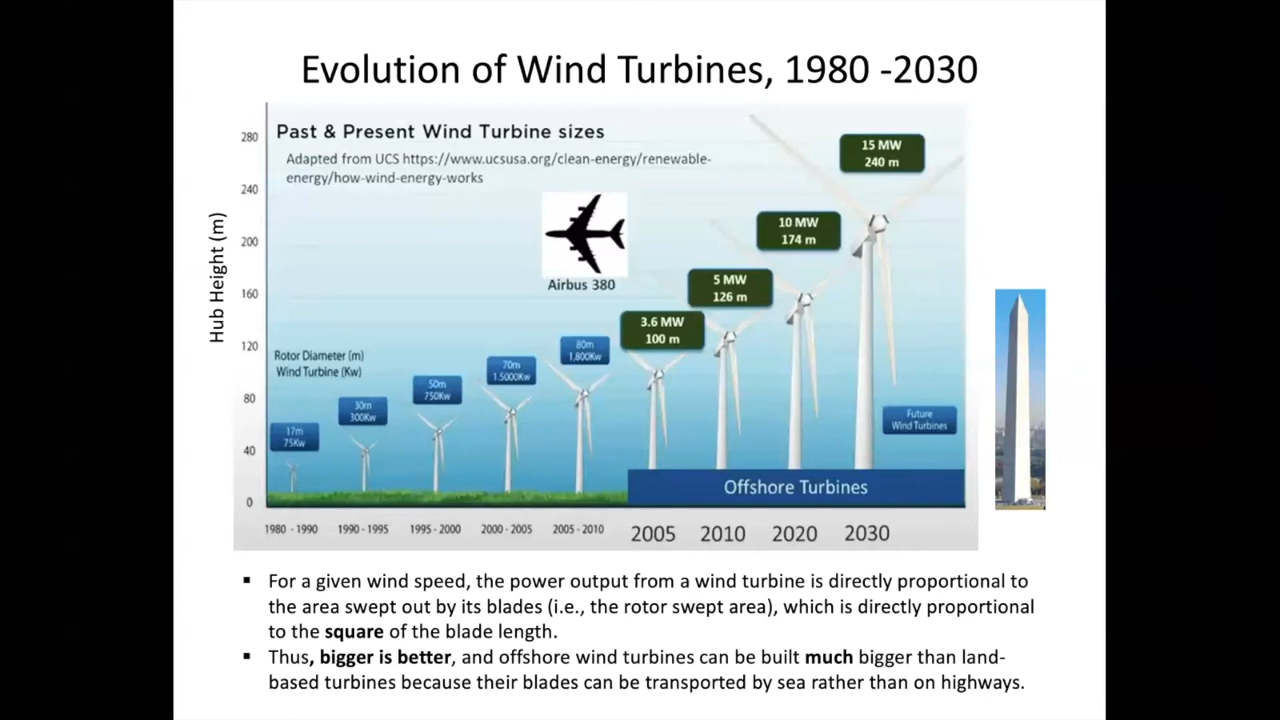 Evolution of Wind Turbines, 1980 -2030
Past & Present Wind Turbine sizes
Adapted from UCS https://www.ucsusa.org/clean-energy/renewable-
energy/how-wind-energy-works
Hub Height (m)
280
240
200
160
120
80
40
0
Airbus 380
Rotor Diameter (m)
Wind Turbine (Kw)
17m
75Kw
30m
300Kw
50m
750Kw
70m
1.5000Kw
80m
1,800Kw
3.6 MW
100 m
5 MW
126 m
10 MW
174 m
15 MW
240 m
Future
Wind Turbines
Offshore Turbines
1980 - 1990
1990 - 1995
1995 - 2000
2000 - 2005
2005 - 2010
2005
2010
2020
2030
▪ For a given wind speed, the power output from a wind turbine is directly proportional to
the area swept out by its blades (i.e., the rotor swept area), which is directly proportional
to the square of the blade length.
▪ Thus, bigger is better, and offshore wind turbines can be built much bigger than land-
based turbines because their blades can be transported by sea rather than on highways.